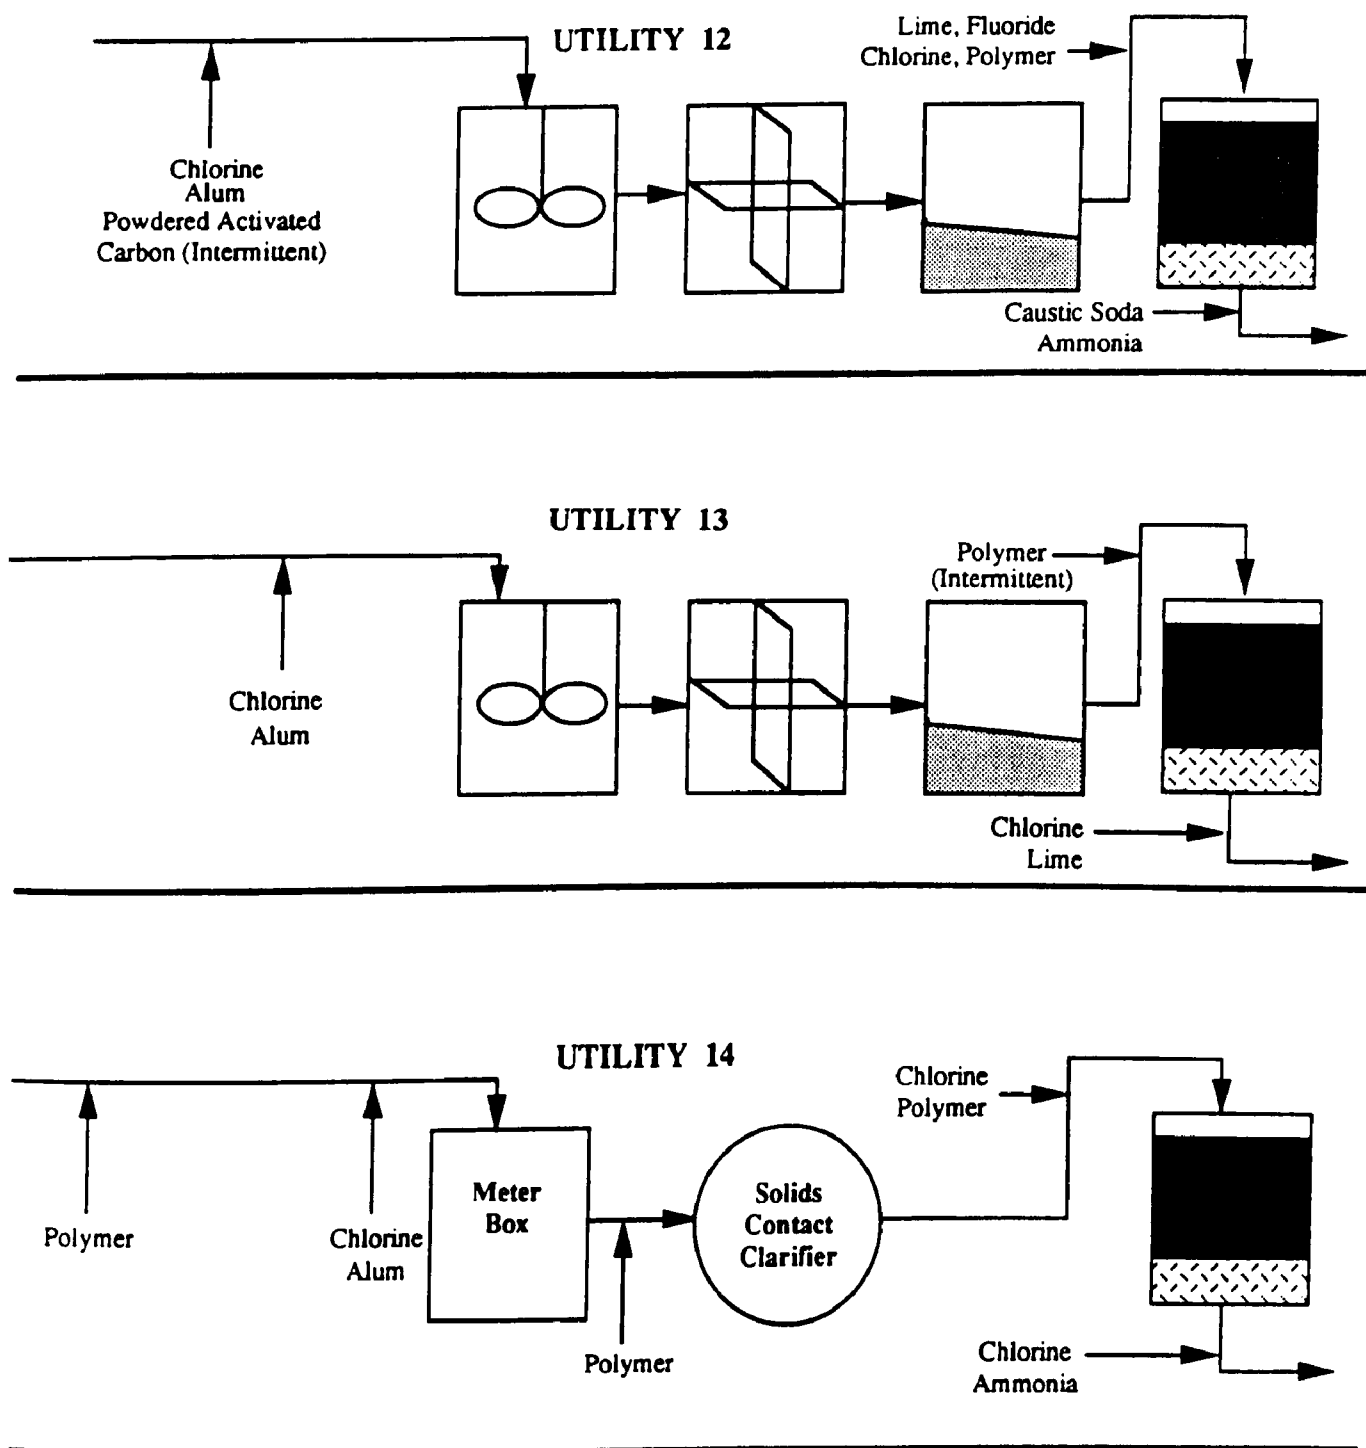 UTILITY 12
Lime, Fluoride
Chlorine, Polymer
Chlorine
Alum
Powdered Activated
Carbon (Intermittent)
Caustic Soda
Ammonia
UTILITY 13
Polymer
(Intermittent)
Chlorine
Alum
Chlorine
Lime
UTILITY 14
Chlorine
Polymer
Meter
Box
Solids
Contact
Clarifier
Polymer
Chlorine
Alum
Polymer
Chlorine
Ammonia